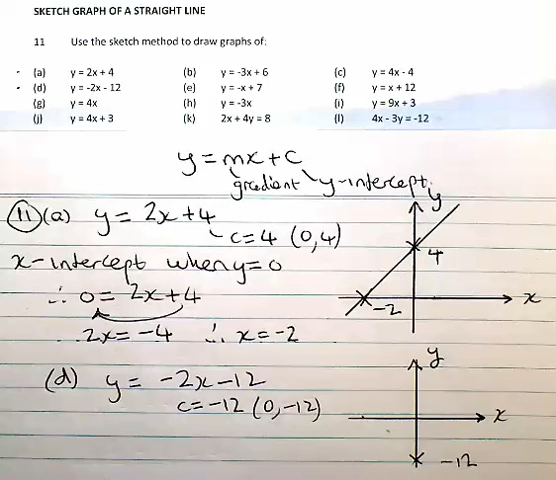 SKETCH GRAPH OF A STRAIGHT LINE
11 Use the sketch method to draw graphs of:
(a) y = 2x + 4 (b) y = -3x + 6 (c) y = 4x - 4
(d) y = -2x - 12 (e) y = -x + 7 (f) y = x + 12
(g) y = 4x (h) y = -3x (i) y = 9x + 3
(j) y = 4x + 3 (k) 2x + 4y = 8 (l) 4x - 3y = -12
y = mx + c
gradient y-intercept
11 (a) y = 2x + 4
c = 4 (0,4)
x-intercept when y = 0
∴ 0 = 2x + 4
2x = -4 ∴ x = -2
y
4
x
-2
(d) y = -2x - 12
c = -12 (0, -12)
y
x
-12